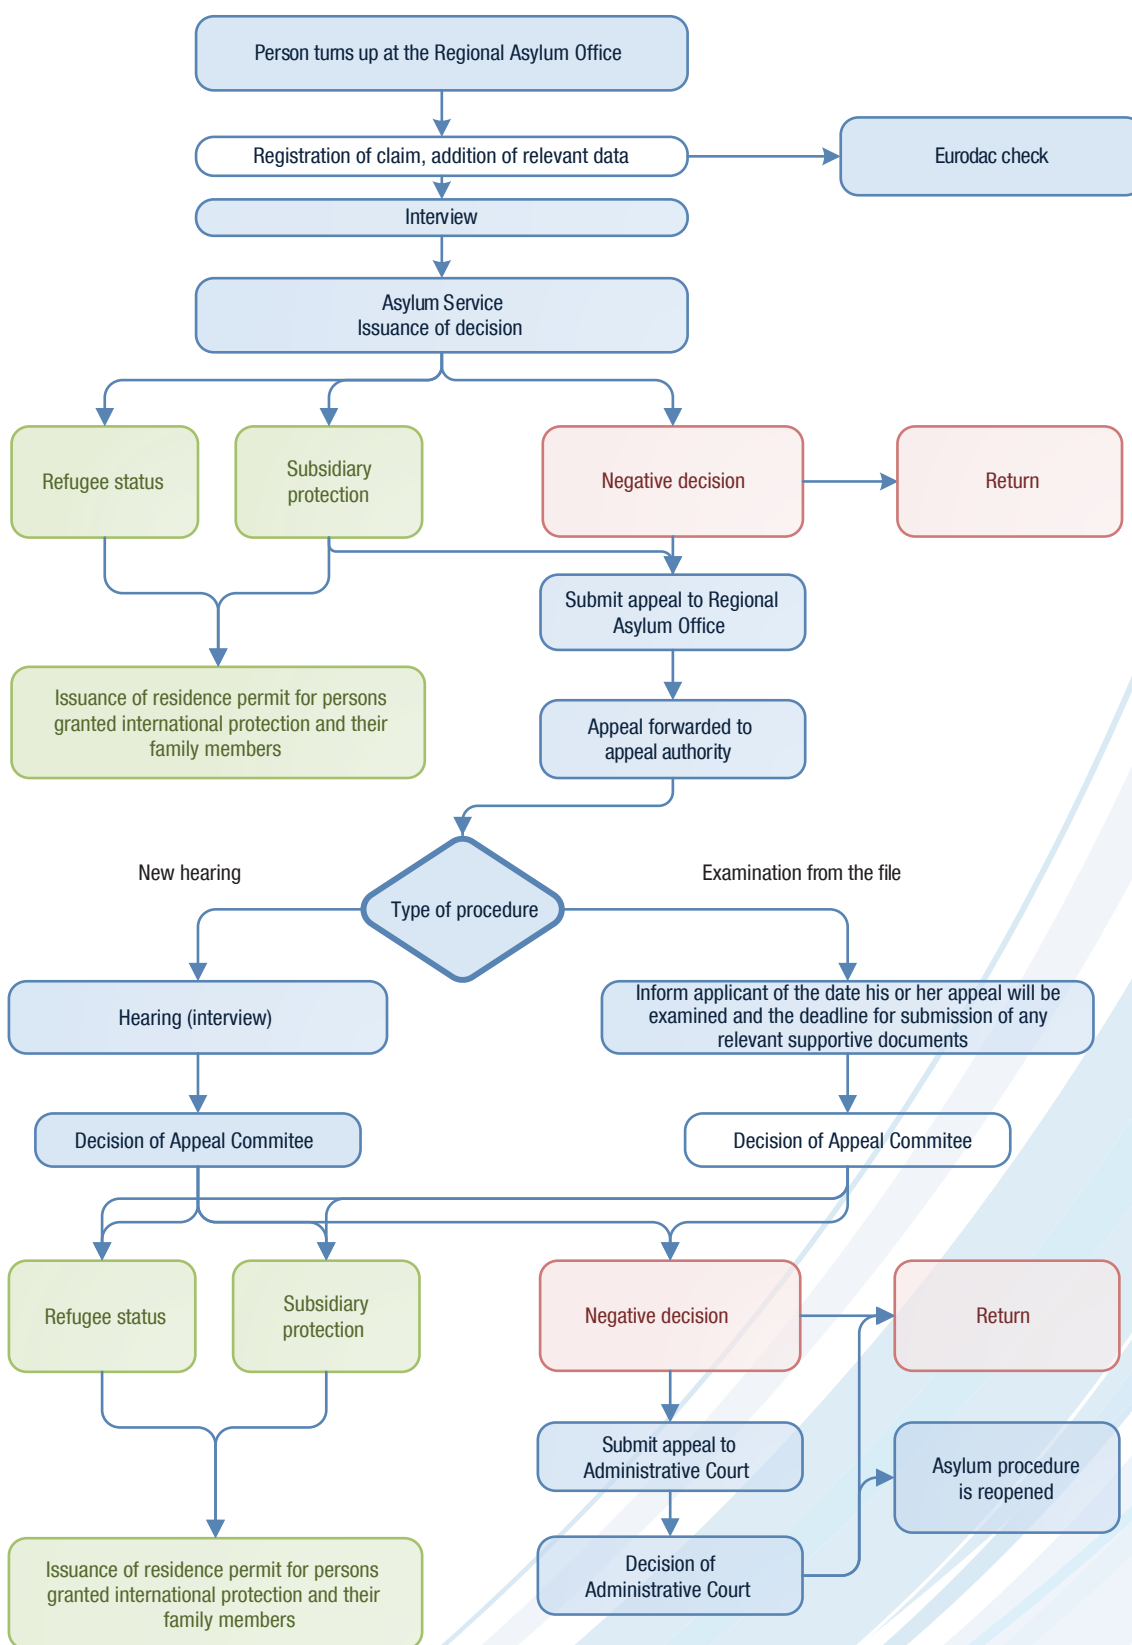 Person turns up at the Regional Asylum Office
Registration of claim, addition of relevant data
Eurodac check
Interview
Asylum Service
Issuance of decision
Refugee status
Subsidiary
protection
Negative decision
Return
Submit appeal to Regional
Asylum Office
Issuance of residence permit for persons
granted international protection and their
family members
Appeal forwarded to
appeal authority
New hearing
Examination from the file
Type of procedure
Hearing (interview)
Inform applicant of the date his or her appeal will be
examined and the deadline for submission of any
relevant supportive documents
Decision of Appeal Commitee
Decision of Appeal Commitee
Refugee status
Subsidiary
protection
Negative decision
Return
Submit appeal to
Administrative Court
Asylum procedure
is reopened
Decision of
Administrative Court
Issuance of residence permit for persons
granted international protection and their
family members